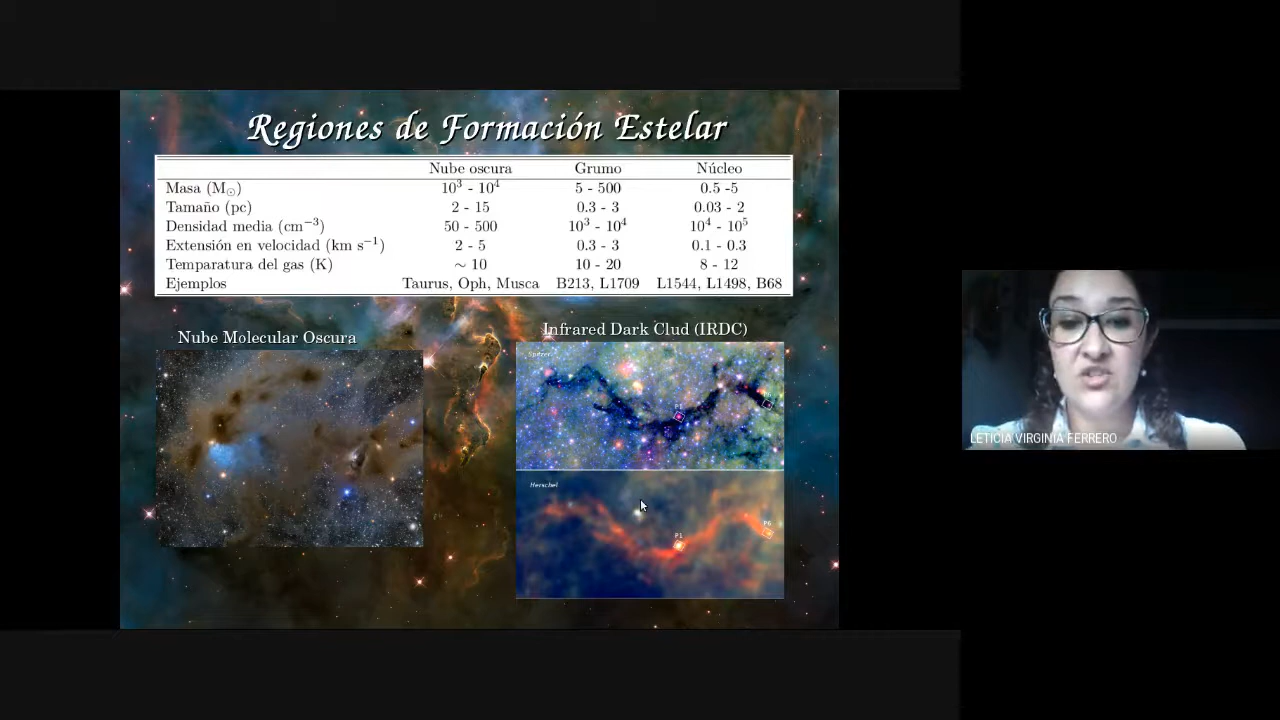 Regiones de Formación Estelar
Nube oscura Grumo Núcleo
Masa (M☉) 10³ - 10⁴ 5 - 500 0.5 -5
Tamaño (pc) 2 - 15 0.3 - 3 0.03 - 2
Densidad media (cm⁻³) 50 - 500 10³ - 10⁴ 10⁴ - 10⁵
Extensión en velocidad (km s⁻¹) 2 - 5 0.3 - 3 0.1 - 0.3
Temparatura del gas (K) ∼ 10 10 - 20 8 - 12
Ejemplos Taurus, Oph, Musca B213, L1709 L1544, L1498, B68
Nube Molecular Oscura
Infrared Dark Clud (IRDC)
Spitzer
P1
Herschel
P1
P6
LETICIA VIRGINIA FERRERO